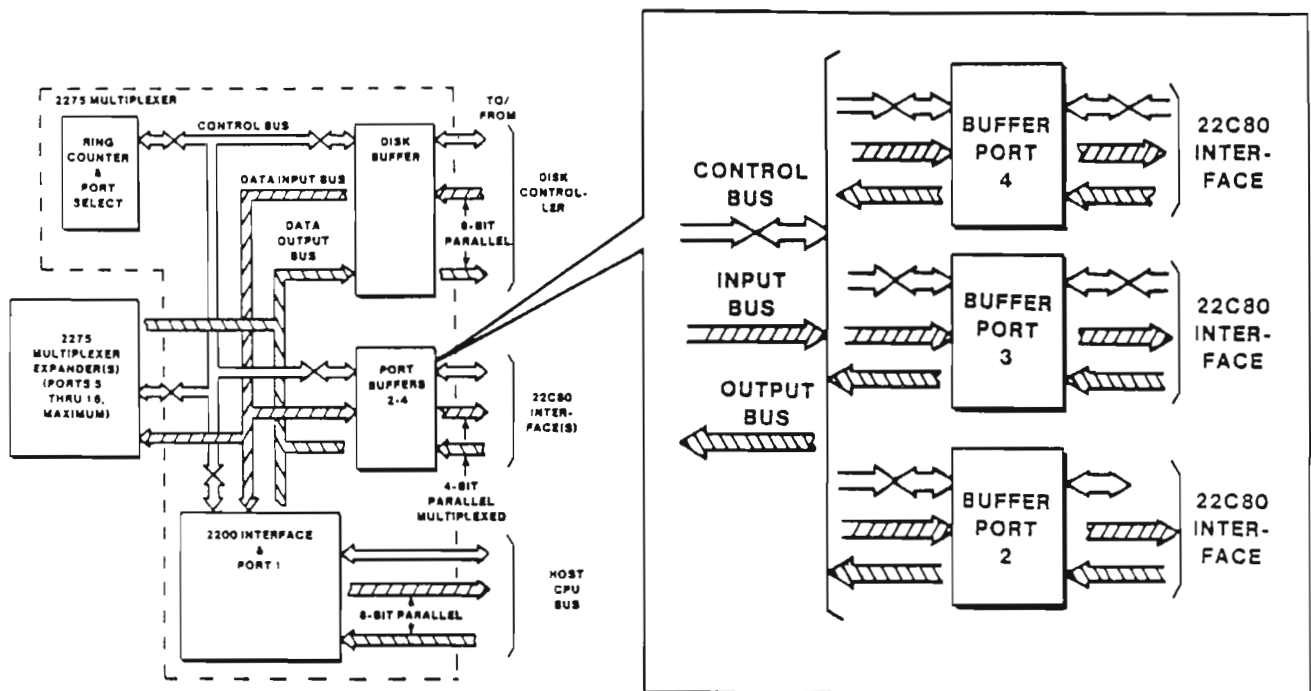 2275 MULTIPLEXER
TO/
FROM
CONTROL BUS
RING
COUNTER
&
PORT
SELECT
DISK
BUFFER
DATA INPUT BUS
DISK
CONTROL-
LER
DATA
OUTPUT
BUS
8-BIT
PARALLEL
2275
MULTIPLEXER
EXPANDER(S)
(PORTS 5
THRU 16,
MAXIMUM)
PORT
BUFFERS
2-4
22C80
INTER-
FACE(S)
4-BIT
PARALLEL
MULTIPLEXED
2200 INTERFACE
&
PORT 1
HOST
CPU
BUS
8-BIT PARALLEL
CONTROL
BUS
INPUT
BUS
OUTPUT
BUS
BUFFER
PORT
4
22C80
INTER-
FACE
BUFFER
PORT
3
22C80
INTER-
FACE
BUFFER
PORT
2
22C80
INTER-
FACE